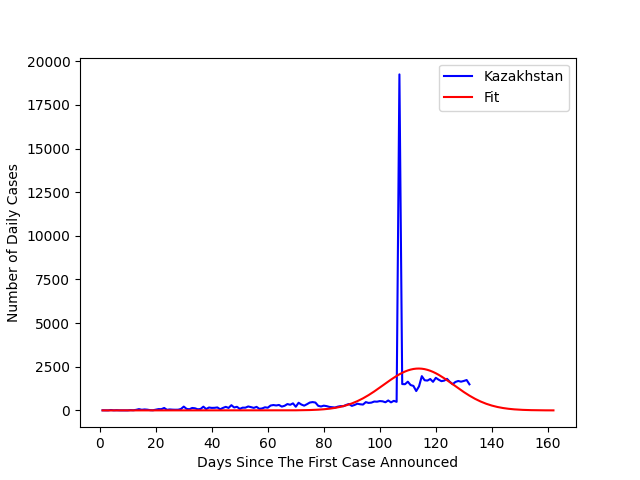 Kazakhstan
Fit
20000
17500
15000
12500
10000
7500
5000
2500
0
Number of Daily Cases
0 20 40 60 80 100 120 140 160
Days Since The First Case Announced